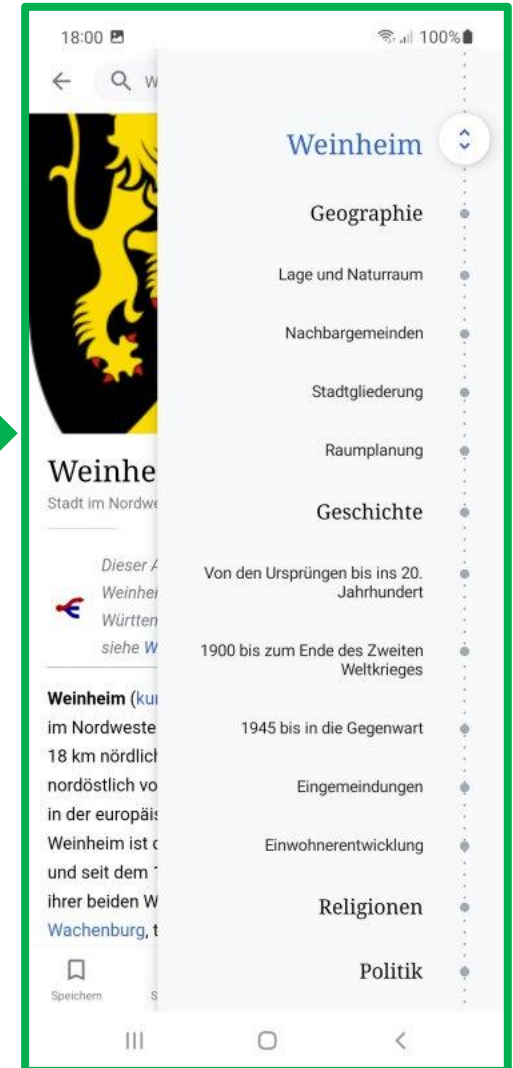 18:00
100%
W
Weinheim
Geographie
Lage und Naturraum
Nachbargemeinden
Stadtgliederung
Raumplanung
Geschichte
Von den Ursprüngen bis ins 20.
Jahrhundert
1900 bis zum Ende des Zweiten
Weltkrieges
1945 bis in die Gegenwart
Eingemeindungen
Einwohnerentwicklung
Religionen
Politik
Weinhe
Stadt im Nordwe
Dieser A
Weinhei
Württen
siehe W
Weinheim (kur
im Nordweste
18 km nördlich
nordöstlich vo
in der europäis
Weinheim ist
und seit dem
ihrer beiden W
Wachenburg, t
Speichern
S